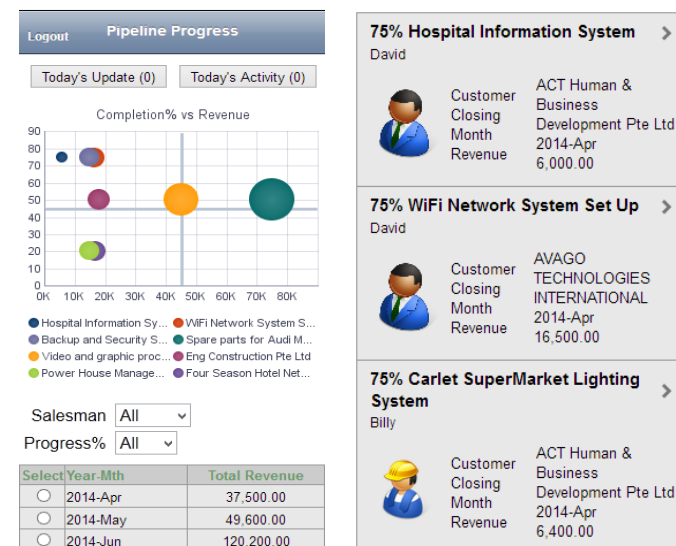 Logout
Pipeline Progress
Today's Update (0)
Today's Activity (0)
Completion% vs Revenue
90
80
70
60
50
40
30
20
10
0
0K 10K 20K 30K 40K 50K 60K 70K 80K
Hospital Information Sy... WiFi Network System S...
Backup and Security S... Spare parts for Audi M...
Video and graphic proc... Eng Construction Pte Ltd
Power House Manage... Four Season Hotel Net...
Salesman All
Progress% All
Select Year-Mth Total Revenue
2014-Apr 37,500.00
2014-May 49,600.00
2014-Jun 120,200.00
75% Hospital Information System
David
Customer ACT Human &
Business
Development Pte Ltd
Closing
Month 2014-Apr
Revenue 6,000.00
75% WiFi Network System Set Up
David
Customer AVAGO
TECHNOLOGIES
INTERNATIONAL
Closing
Month 2014-Apr
Revenue 16,500.00
75% Carlet SuperMarket Lighting
System
Billy
Customer ACT Human &
Business
Development Pte Ltd
Closing
Month 2014-Apr
Revenue 6,400.00